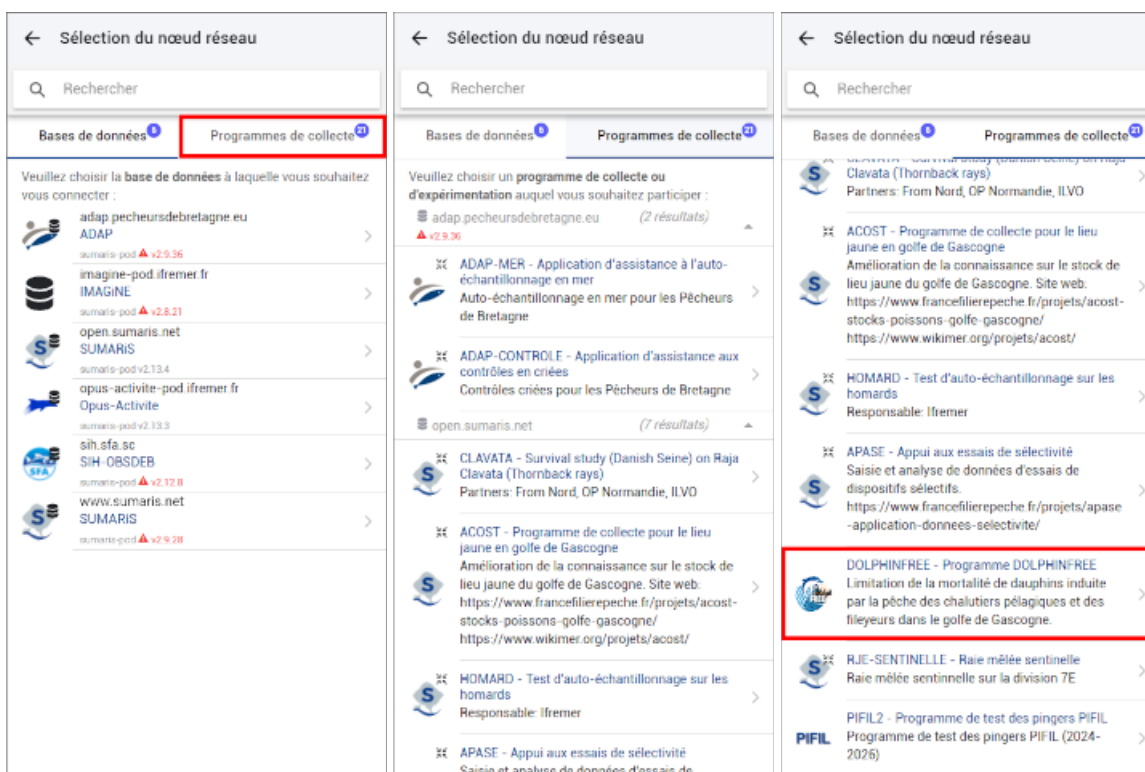 Sélection du nœud réseau
Rechercher
Bases de données 6
Programmes de collecte 21
Veuillez choisir la base de données à laquelle vous souhaitez
vous connecter :
adap.pecheursdebretagne.eu
ADAP
sumaris-pod v2.9.36
imagine-pod.ifremer.fr
IMAGiNE
sumaris-pod v2.8.21
open.sumaris.net
SUMARiS
sumaris-pod v2.13.4
opus-activite-pod.ifremer.fr
Opus-Activite
sumaris-pod v2.13.3
sih.sfa.sc
SIH-OBSDEB
SFA
sumaris-pod v2.12.8
www.sumaris.net
SUMARiS
sumaris-pod v2.9.28
Sélection du nœud réseau
Rechercher
Bases de données 6
Programmes de collecte 21
Veuillez choisir un programme de collecte ou
d'expérimentation auquel vous souhaitez participer :
adap.pecheursdebretagne.eu (2 résultats)
v2.9.36
ADAP-MER - Application d'assistance à l'auto-
échantillonnage en mer
Auto-échantillonnage en mer pour les Pêcheurs
de Bretagne
ADAP-CONTROLE - Application d'assistance aux
contrôles en criées
Contrôles criées pour les Pêcheurs de Bretagne
open.sumaris.net (7 résultats)
CLAVATA - Survival study (Danish Seine) on Raja
Clavata (Thornback rays)
Partners: From Nord, OP Normandie, ILVO
ACOST - Programme de collecte pour le lieu
jaune en golfe de Gascogne
Amélioration de la connaissance sur le stock de
lieu jaune du golfe de Gascogne. Site web:
https://www.francefilierepeche.fr/projets/acost-
stocks-poissons-golfe-gascogne/
https://www.wikimer.org/projets/acost/
HOMARD - Test d'auto-échantillonnage sur les
homards
Responsable: Ifremer
APASE - Appui aux essais de sélectivité
Saisie et analyse de données d'essais de
Sélection du nœud réseau
Rechercher
Bases de données 6
Programmes de collecte 21
CLAVATA - Survival study (Danish Seine) on Raja
Clavata (Thornback rays)
Partners: From Nord, OP Normandie, ILVO
ACOST - Programme de collecte pour le lieu
jaune en golfe de Gascogne
Amélioration de la connaissance sur le stock de
lieu jaune du golfe de Gascogne. Site web:
https://www.francefilierepeche.fr/projets/acost-
stocks-poissons-golfe-gascogne/
https://www.wikimer.org/projets/acost/
HOMARD - Test d'auto-échantillonnage sur les
homards
Responsable: Ifremer
APASE - Appui aux essais de sélectivité
Saisie et analyse de données d'essais de
dispositifs sélectifs.
https://www.francefilierepeche.fr/projets/apase
-application-donnees-selectivite/
DOLPHINFREE - Programme DOLPHINFREE
Limitation de la mortalité de dauphins induite
par la pêche des chalutiers pélagiques et des
fileyeurs dans le golfe de Gascogne.
RJE-SENTINELLE - Raie mêlée sentinelle
Raie mêlée sentinnelle sur la division 7E
PIFIL2 - Programme de test des pingers PIFIL
PIFIL
Programme de test des pingers PIFIL (2024-
2026)